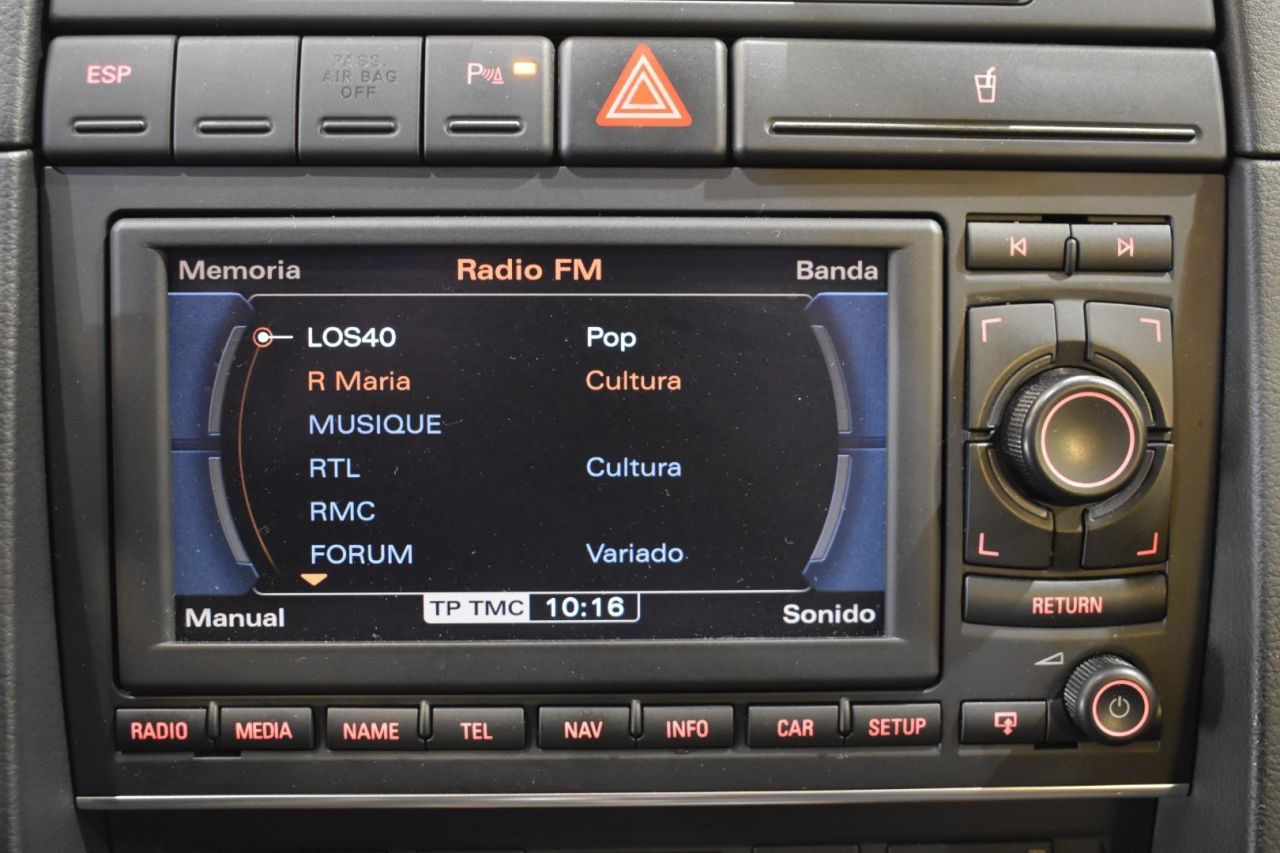 ESP
PASS.
AIR BAG
OFF
P
Memoria Radio FM Banda
LOS40 Pop
R Maria Cultura
MUSIQUE
RTL Cultura
RMC
FORUM Variado
Manual TP TMC 10:16 Sonido
RETURN
RADIO MEDIA NAME TEL NAV INFO CAR SETUP